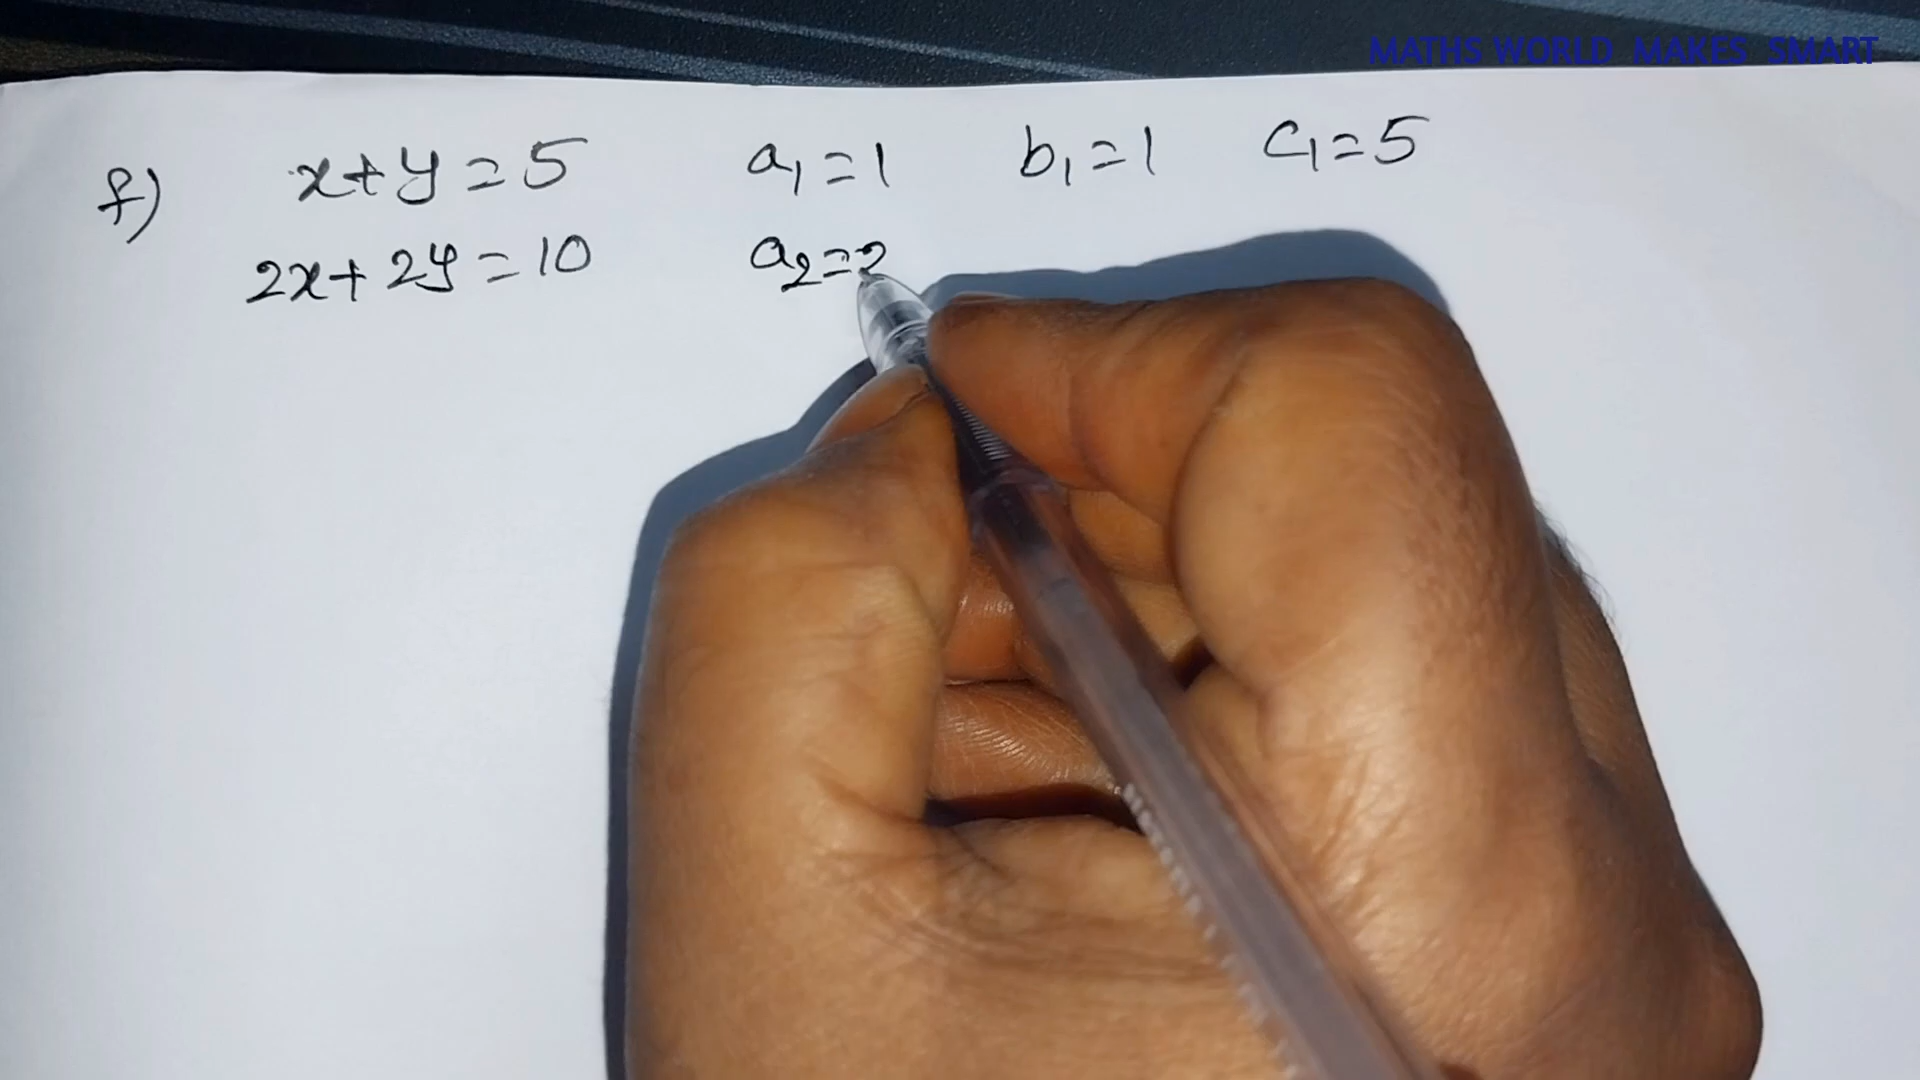 MATHS WORLD MAKES SMART
f) x+y=5 a₁=1 b₁=1 c₁=5
2x+2y=10 a₂=2